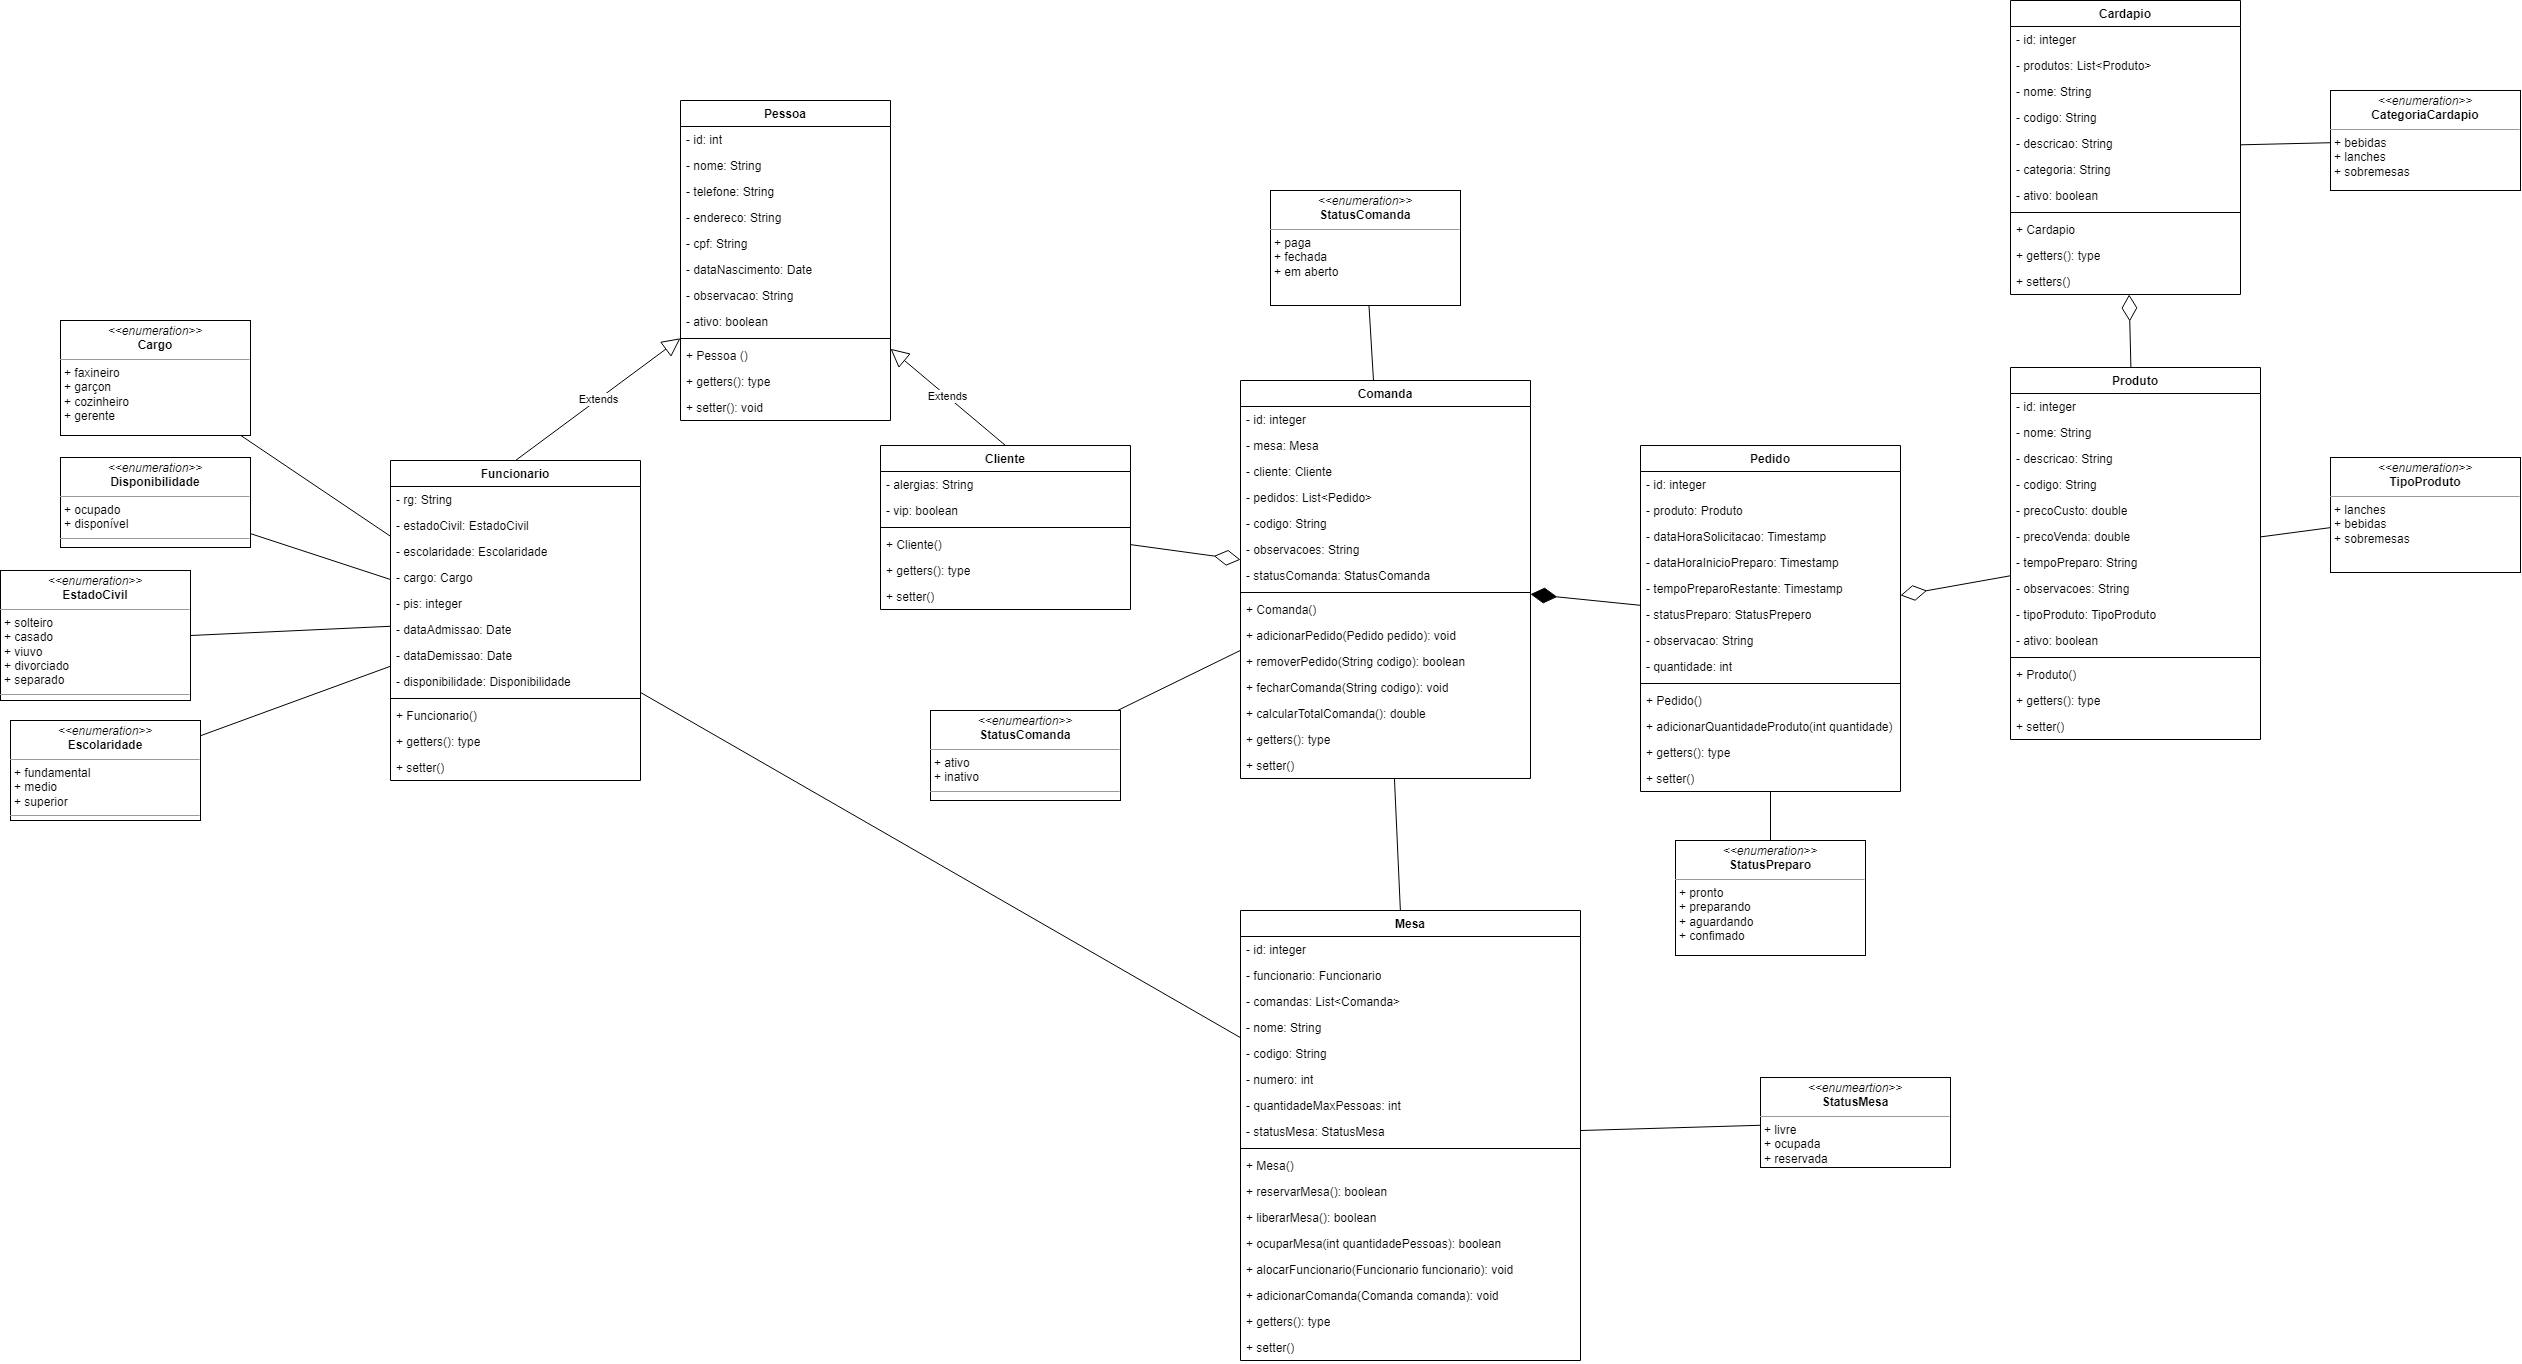 Cardapio
- id: integer
- produtos: List<Produto>
- nome: String
- codigo: String
- descricao: String
- categoria: String
- ativo: boolean
+ Cardapio
+ getters(): type
+ setters()
<<enumeration>>
CategoriaCardapio
+ bebidas
+ lanches
+ sobremesas
Pessoa
- id: int
- nome: String
- telefone: String
- endereco: String
- cpf: String
- dataNascimento: Date
- observacao: String
- ativo: boolean
+ Pessoa ()
+ getters(): type
+ setter(): void
<<enumeration>>
StatusComanda
+ paga
+ fechada
+ em aberto
<<enumeration>>
Cargo
+ faxineiro
+ garçon
+ cozinheiro
+ gerente
Extends
Extends
<<enumeration>>
Disponibilidade
+ ocupado
+ disponível
<<enumeration>>
EstadoCivil
+ solteiro
+ casado
+ viuvo
+ divorciado
+ separado
<<enumeration>>
Escolaridade
+ fundamental
+ medio
+ superior
Funcionario
- rg: String
- estadoCivil: EstadoCivil
- escolaridade: Escolaridade
- cargo: Cargo
- pis: integer
- dataAdmissao: Date
- dataDemissao: Date
- disponibilidade: Disponibilidade
+ Funcionario()
+ getters(): type
+ setter()
Cliente
- alergias: String
- vip: boolean
+ Cliente()
+ getters(): type
+ setter()
<<enumeartion>>
StatusComanda
+ ativo
+ inativo
Comanda
- id: integer
- mesa: Mesa
- cliente: Cliente
- pedidos: List<Pedido>
- codigo: String
- observacoes: String
- statusComanda: StatusComanda
+ Comanda()
+ adicionarPedido(Pedido pedido): void
+ removerPedido(String codigo): boolean
+ fecharComanda(String codigo): void
+ calcularTotalComanda(): double
+ getters(): type
+ setter()
Pedido
- id: integer
- produto: Produto
- dataHoraSolicitacao: Timestamp
- dataHoraInicioPreparo: Timestamp
- tempoPreparoRestante: Timestamp
- statusPreparo: StatusPrepero
- observacao: String
- quantidade: int
+ Pedido()
+ adicionarQuantidadeProduto(int quantidade)
+ getters(): type
+ setter()
Produto
- id: integer
- nome: String
- descricao: String
- codigo: String
- precoCusto: double
- precoVenda: double
- tempoPreparo: String
- observacoes: String
- tipoProduto: TipoProduto
- ativo: boolean
+ Produto()
+ getters(): type
+ setter()
<<enumeration>>
TipoProduto
+ lanches
+ bebidas
+ sobremesas
<<enumeration>>
StatusPreparo
+ pronto
+ preparando
+ aguardando
+ confimado
Mesa
- id: integer
- funcionario: Funcionario
- comandas: List<Comanda>
- nome: String
- codigo: String
- numero: int
- quantidadeMaxPessoas: int
- statusMesa: StatusMesa
+ Mesa()
+ reservarMesa(): boolean
+ liberarMesa(): boolean
+ ocuparMesa(int quantidadePessoas): boolean
+ alocarFuncionario(Funcionario funcionario): void
+ adicionarComanda(Comanda comanda): void
+ getters(): type
+ setter()
<<enumeartion>>
StatusMesa
+ livre
+ ocupada
+ reservada